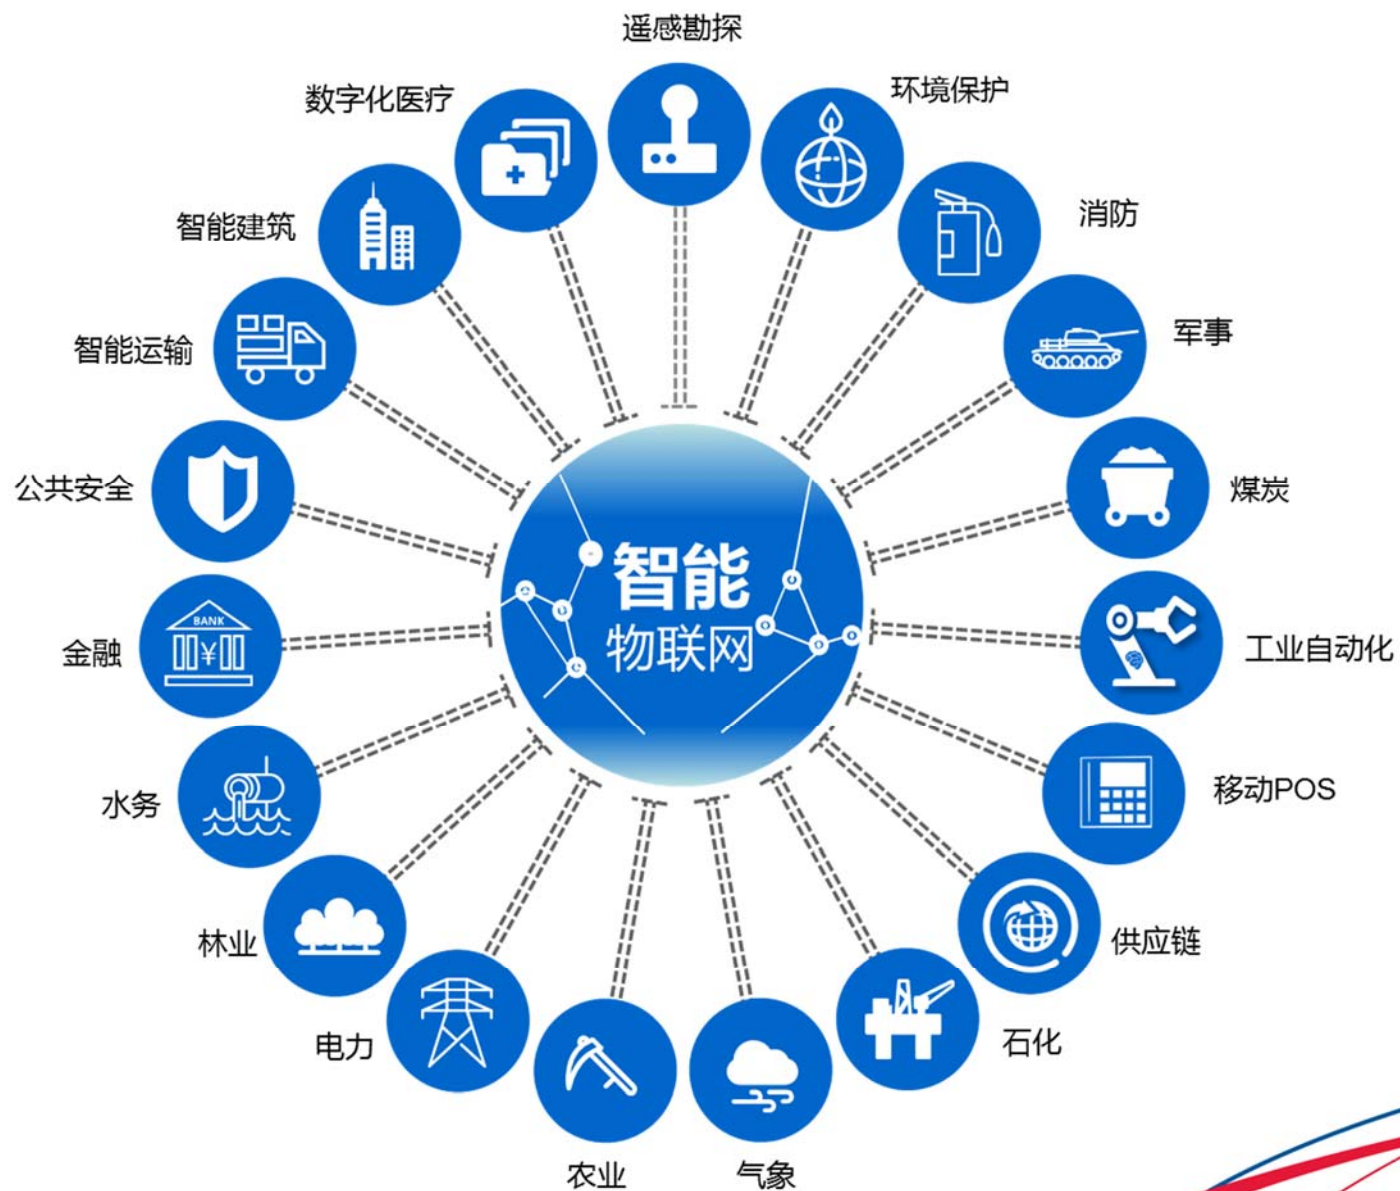 遥感勘探
环境保护
数字化医疗
消防
智能建筑
军事
智能运输
煤炭
公共安全
智能
物联网
BANK
¥
金融
工业自动化
移动POS
水务
供应链
林业
石化
电力
农业
气象